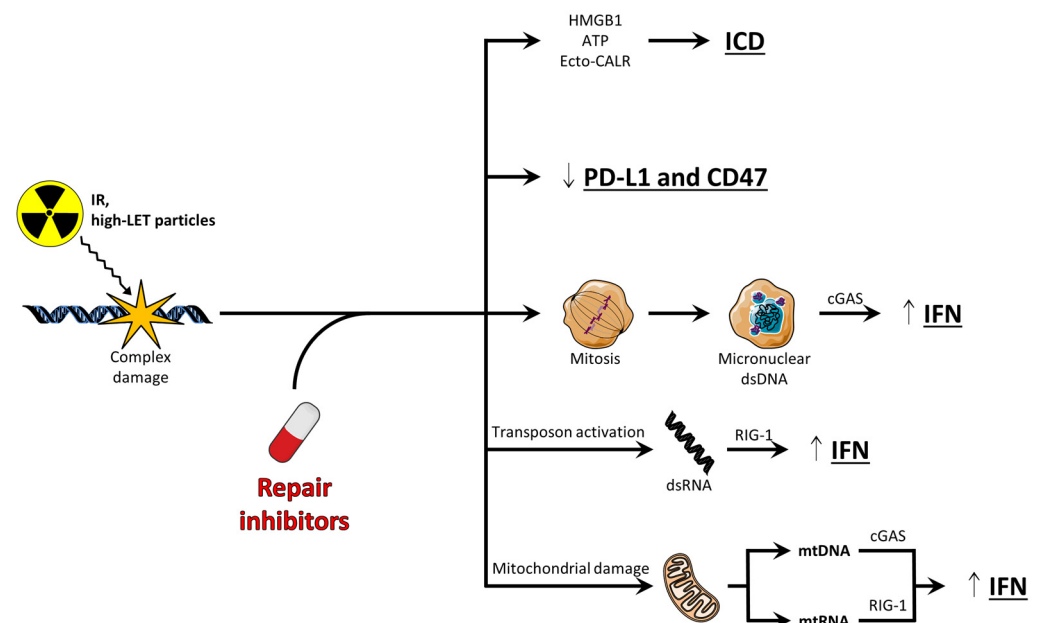 HMGB1
ATP
Ecto-CALR
ICD
↓ PD-L1 and CD47
IR,
high-LET particles
Complex
damage
Mitosis
Micronuclear
dsDNA
cGAS
↑ IFN
Repair
inhibitors
Transposon activation
dsRNA
RIG-1
↑ IFN
Mitochondrial damage
mtDNA
cGAS
mtRNA
RIG-1
↑ IFN